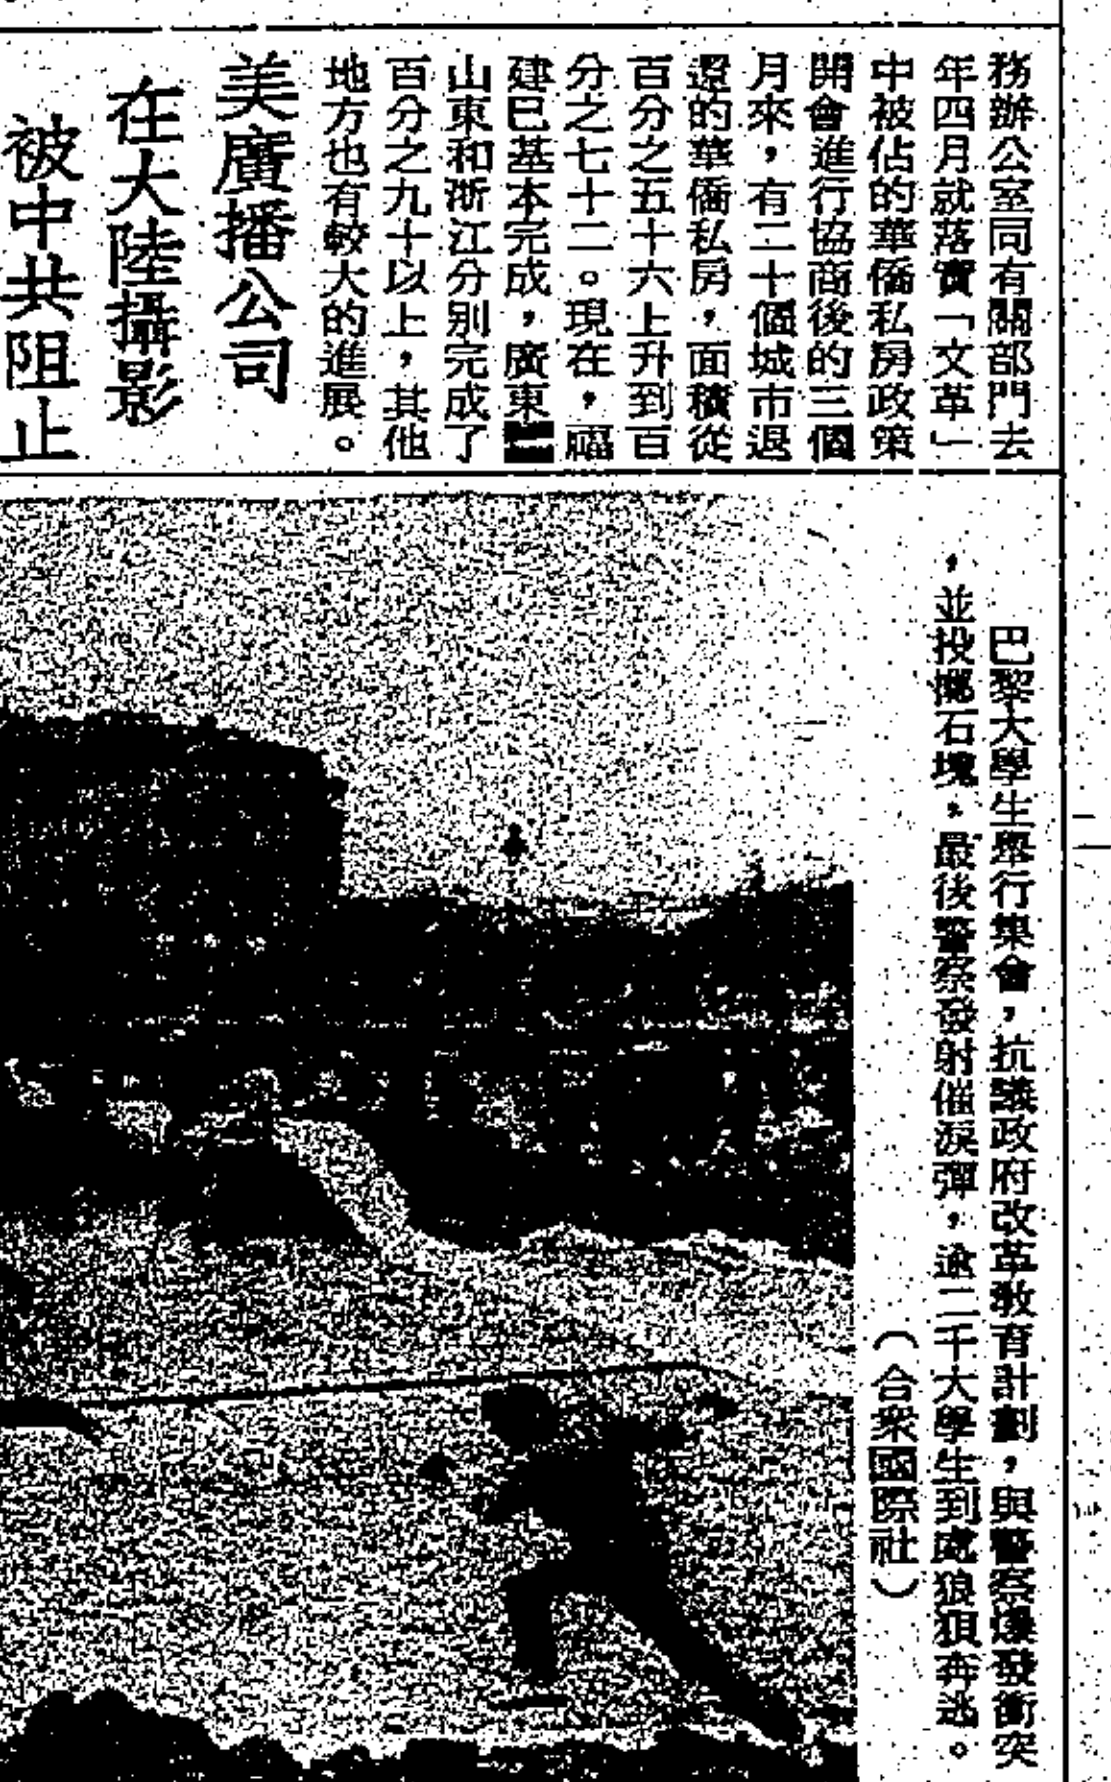 務辦公室同有關部門去
年四月就落實「文革」
中被佔的華僑私房政策
開會進行協商後的三個
月來，有二十個城市退
還的華僑私房，面積從
百分之五十六上升到百
分之七十二。現在，福
建已基本完成，廣東
山東和浙江分別完成了
百分之九十以上，其他
地方也有較大的進展。
美廣播公司
在大陸攝影
被中共阻止
巴黎大學生舉行集會，抗議政府改革教育計劃，與警察爆發衝突
，並投擲石塊，最後警察發射催淚彈，逾二千大學生到處狼狽奔逃。
（合眾國際社）